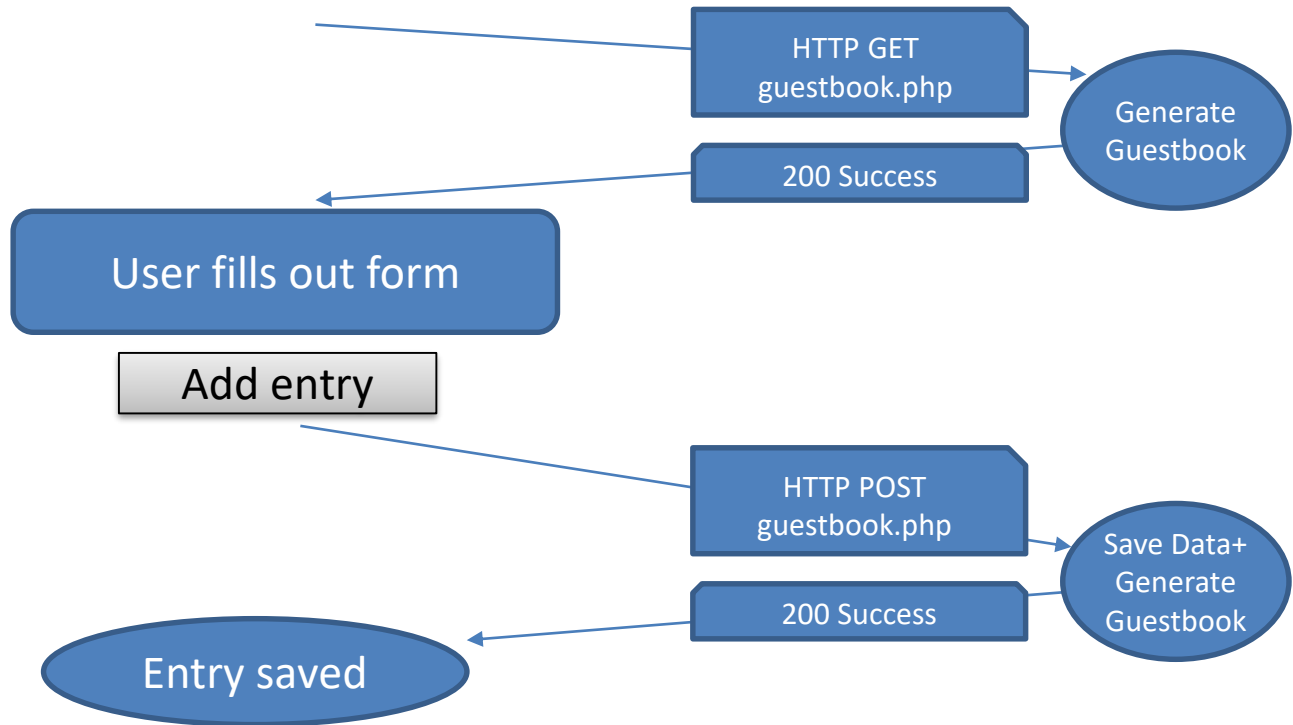 HTTP GET
guestbook.php
Generate
Guestbook
200 Success
User fills out form
Add entry
HTTP POST
guestbook.php
Save Data+
Generate
Guestbook
200 Success
Entry saved